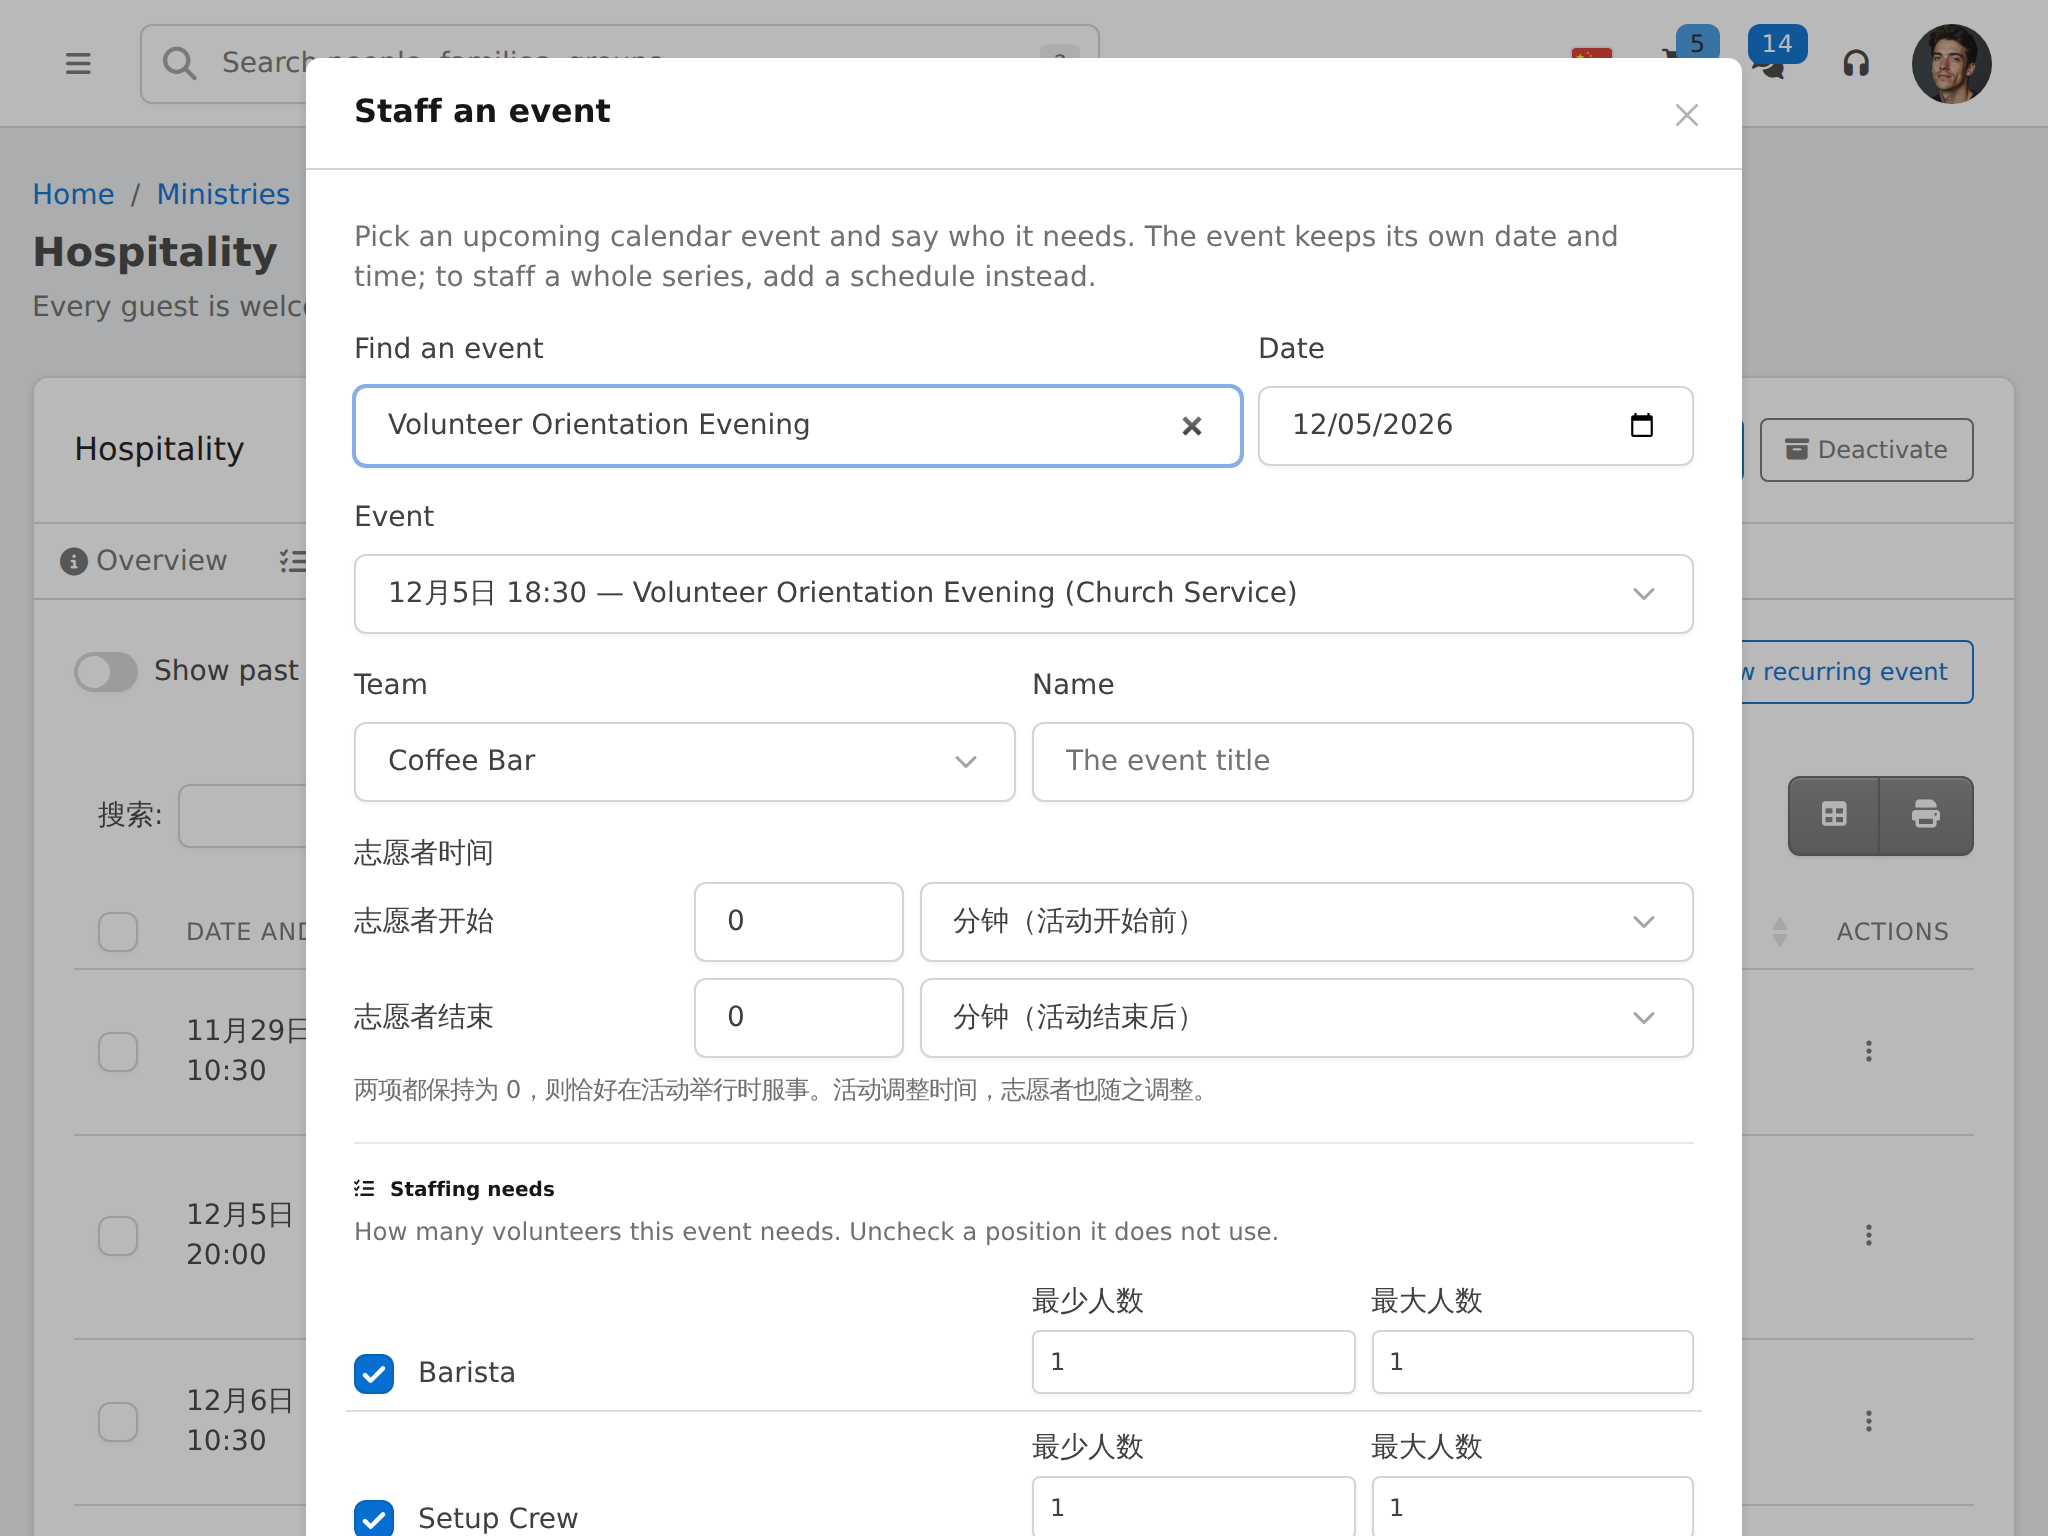 Search people, families, groups
?
5
14
Staff an event
Home / Ministries
Hospitality
Every guest is
Pick an upcoming calendar event and say who it needs. The event keeps its own date and
time; to staff a whole series, add a schedule instead.
Find an event
Date
Volunteer Orientation Evening
12/05/2026
Hospitality
Deactivate
Event
Overview
12月5日 18:30 — Volunteer Orientation Evening (Church Service)
Show past
recurring event
Team
Name
Coffee Bar
The event title
搜索:
志愿者时间
志愿者开始
0
分钟（活动开始前）
DATE AND
ACTIONS
志愿者结束
0
分钟（活动结束后）
11月29日
10:30
两项都保持为 0，则恰好在活动举行时服事。活动调整时间，志愿者也随之调整。
Staffing needs
How many volunteers this event needs. Uncheck a position it does not use.
12月5日
20:00
最少人数
最大人数
Barista
1
1
12月6日
10:30
最少人数
最大人数
Setup Crew
1
1